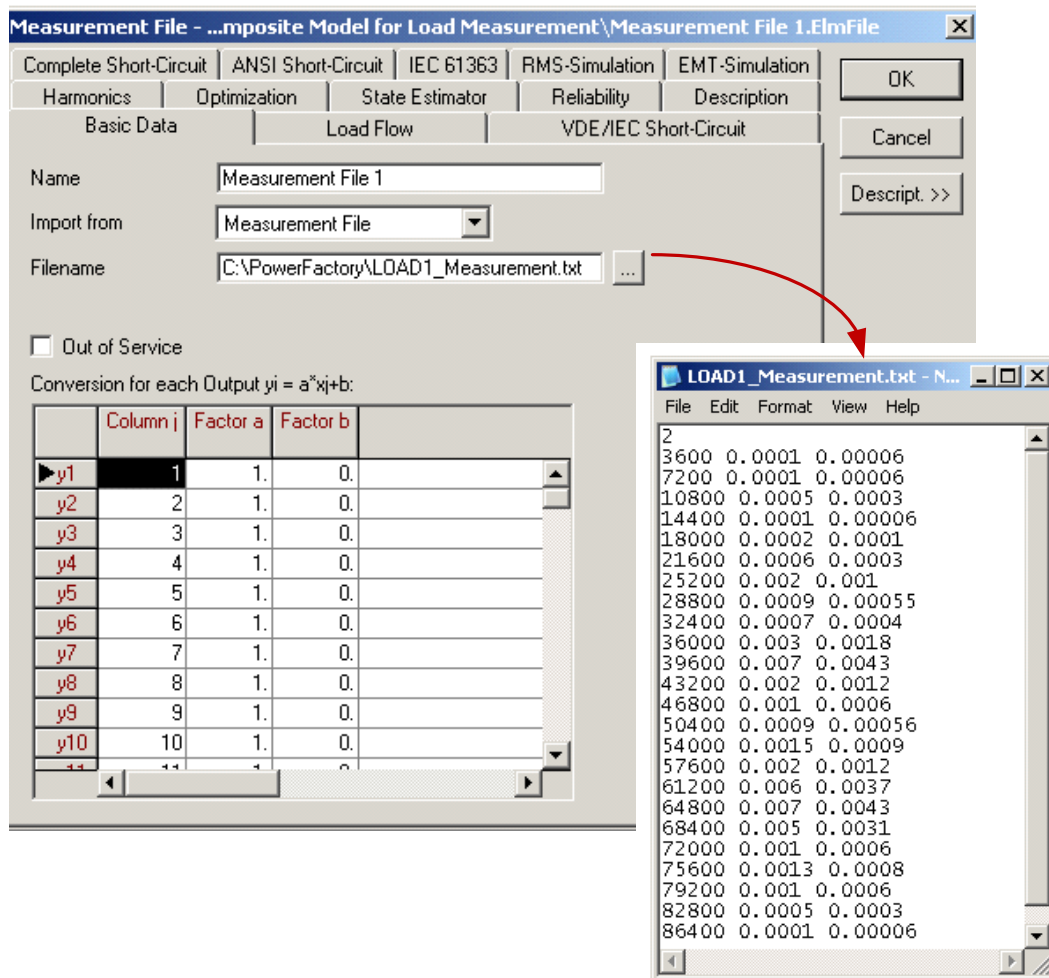 Measurement File - ...mposite Model for Load Measurement\Measurement File 1.ElmFile
Complete Short-Circuit ANSI Short-Circuit IEC 61363 RMS-Simulation EMT-Simulation
Harmonics Optimization State Estimator Reliability Description
Basic Data Load Flow VDE/IEC Short-Circuit
OK
Cancel
Descript. >>
Name Measurement File 1
Import from Measurement File
Filename C:\PowerFactory\LOAD1_Measurement.txt ...
Out of Service
Conversion for each Output yi = a*xj+b:
Column j Factor a Factor b
y1 1 1. 0.
y2 2 1. 0.
y3 3 1. 0.
y4 4 1. 0.
y5 5 1. 0.
y6 6 1. 0.
y7 7 1. 0.
y8 8 1. 0.
y9 9 1. 0.
y10 10 1. 0.
LOAD1_Measurement.txt - N...
File Edit Format View Help
2
3600 0.0001 0.00006
7200 0.0001 0.00006
10800 0.0005 0.0003
14400 0.0001 0.00006
18000 0.0002 0.0001
21600 0.0006 0.0003
25200 0.002 0.001
28800 0.0009 0.00055
32400 0.0007 0.0004
36000 0.003 0.0018
39600 0.007 0.0043
43200 0.002 0.0012
46800 0.001 0.0006
50400 0.0009 0.00056
54000 0.0015 0.0009
57600 0.002 0.0012
61200 0.006 0.0037
64800 0.007 0.0043
68400 0.005 0.0031
72000 0.001 0.0006
75600 0.0013 0.0008
79200 0.001 0.0006
82800 0.0005 0.0003
86400 0.0001 0.00006